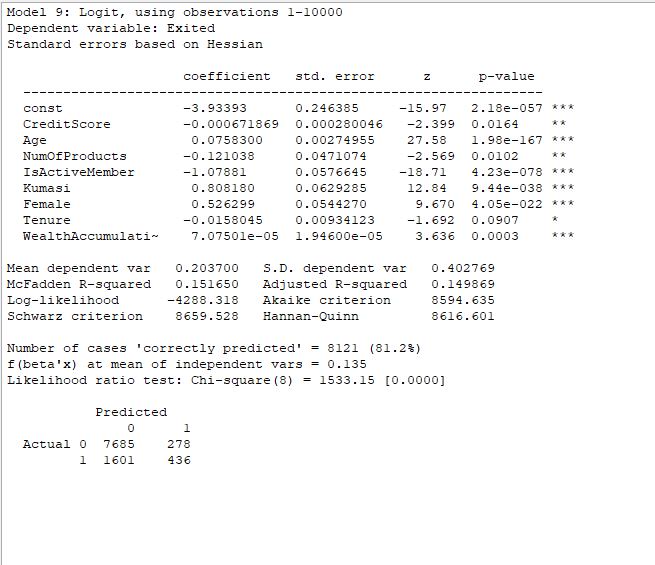 Model 9: Logit, using observations 1-10000
Dependent variable: Exited
Standard errors based on Hessian
coefficient std. error z p-value
---------------------------------------------------------------
const -3.93393 0.246385 -15.97 2.18e-057 ***
CreditScore -0.000671869 0.000280046 -2.399 0.0164 **
Age 0.0758300 0.00274955 27.58 1.98e-167 ***
NumOfProducts -0.121038 0.0471074 -2.569 0.0102 **
IsActiveMember -1.07881 0.0576645 -18.71 4.23e-078 ***
Kumasi 0.808180 0.0629285 12.84 9.44e-038 ***
Female 0.526299 0.0544270 9.670 4.05e-022 ***
Tenure -0.0158045 0.00934123 -1.692 0.0907 *
WealthAccumulati~ 7.07501e-05 1.94600e-05 3.636 0.0003 ***
Mean dependent var 0.203700 S.D. dependent var 0.402769
McFadden R-squared 0.151650 Adjusted R-squared 0.149869
Log-likelihood -4288.318 Akaike criterion 8594.635
Schwarz criterion 8659.528 Hannan-Quinn 8616.601
Number of cases 'correctly predicted' = 8121 (81.2%)
f(beta'x) at mean of independent vars = 0.135
Likelihood ratio test: Chi-square(8) = 1533.15 [0.0000]
Predicted
0 1
Actual 0 7685 278
1 1601 436